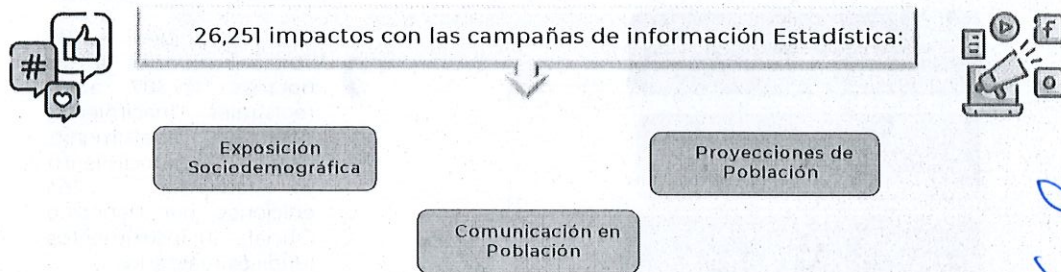 26,251 impactos con las campañas de información Estadística:
#
f
Exposición
Sociodemográfica
Proyecciones de
Población
Comunicación en
Población